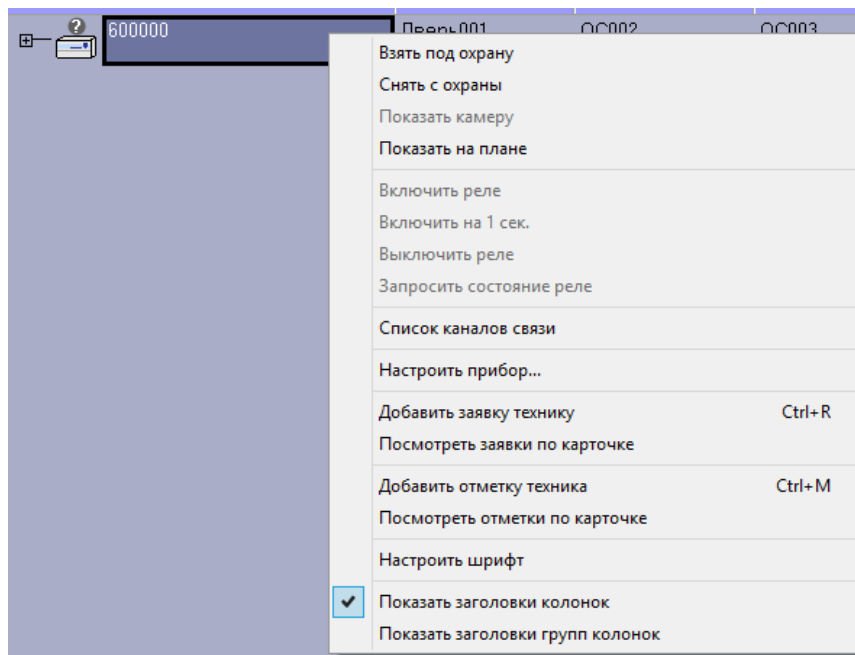 600000 Дверь001 ОС002 ОС003
Взять под охрану
Снять с охраны
Показать камеру
Показать на плане
Включить реле
Включить на 1 сек.
Выключить реле
Запросить состояние реле
Список каналов связи
Настроить прибор...
Добавить заявку технику Ctrl+R
Посмотреть заявки по карточке
Добавить отметку техника Ctrl+M
Посмотреть отметки по карточке
Настроить шрифт
Показать заголовки колонок
Показать заголовки групп колонок